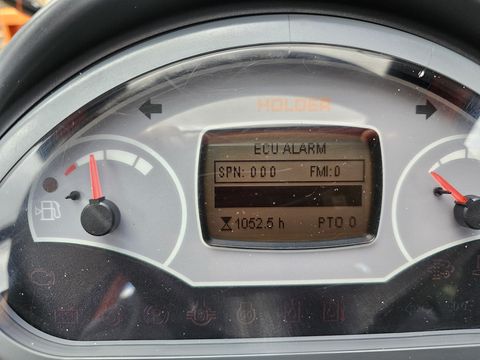 HOLDER
ECU ALARM
SPN: 000 FMI:0
1052.5 h PTO 0